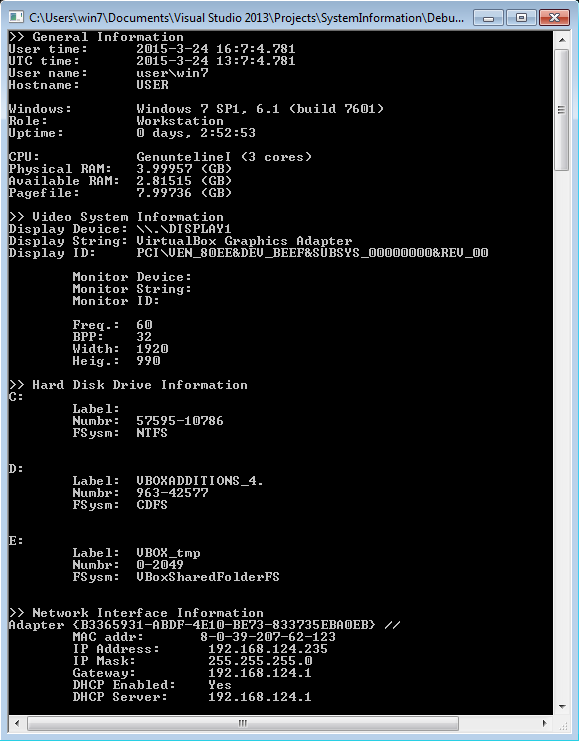 C:\Users\win7\Documents\Visual Studio 2013\Projects\SystemInformation\Debu...
>> General Information
User time: 2015-3-24 16:7:4.781
UTC time: 2015-3-24 13:7:4.781
User name: user\win7
Hostname: USER
Windows: Windows 7 SP1, 6.1 (build 7601)
Role: Workstation
Uptime: 0 days, 2:52:53
CPU: GenuntelineI (3 cores)
Physical RAM: 3.99957 (GB)
Available RAM: 2.81515 (GB)
Pagefile: 7.99736 (GB)
>> Video System Information
Display Device: \\.\DISPLAY1
Display String: VirtualBox Graphics Adapter
Display ID: PCI\VEN_80EE&DEV_BEEF&SUBSYS_00000000&REV_00
Monitor Device:
Monitor String:
Monitor ID:
Freq.: 60
BPP: 32
Width: 1920
Heig.: 990
>> Hard Disk Drive Information
C:
Label:
Numbr: 57595-10786
FSysm: NTFS
D:
Label: VBOXADDITIONS_4.
Numbr: 963-42577
FSysm: CDFS
E:
Label: VBOX_tmp
Numbr: 0-2049
FSysm: VBoxSharedFolderFS
>> Network Interface Information
Adapter {B3365931-ABDF-4E10-BE73-833735EBA0EB} //
MAC addr: 8-0-39-207-62-123
IP Address: 192.168.124.235
IP Mask: 255.255.255.0
Gateway: 192.168.124.1
DHCP Enabled: Yes
DHCP Server: 192.168.124.1